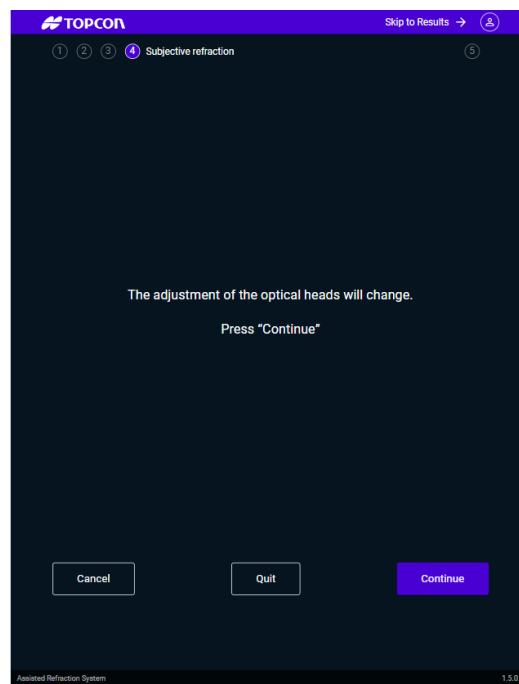 TOPCON
Skip to Results →
1 2 3 4 Subjective refraction 5
The adjustment of the optical heads will change.
Press “Continue”
Cancel Quit Continue
Assisted Refraction System 1.5.0.